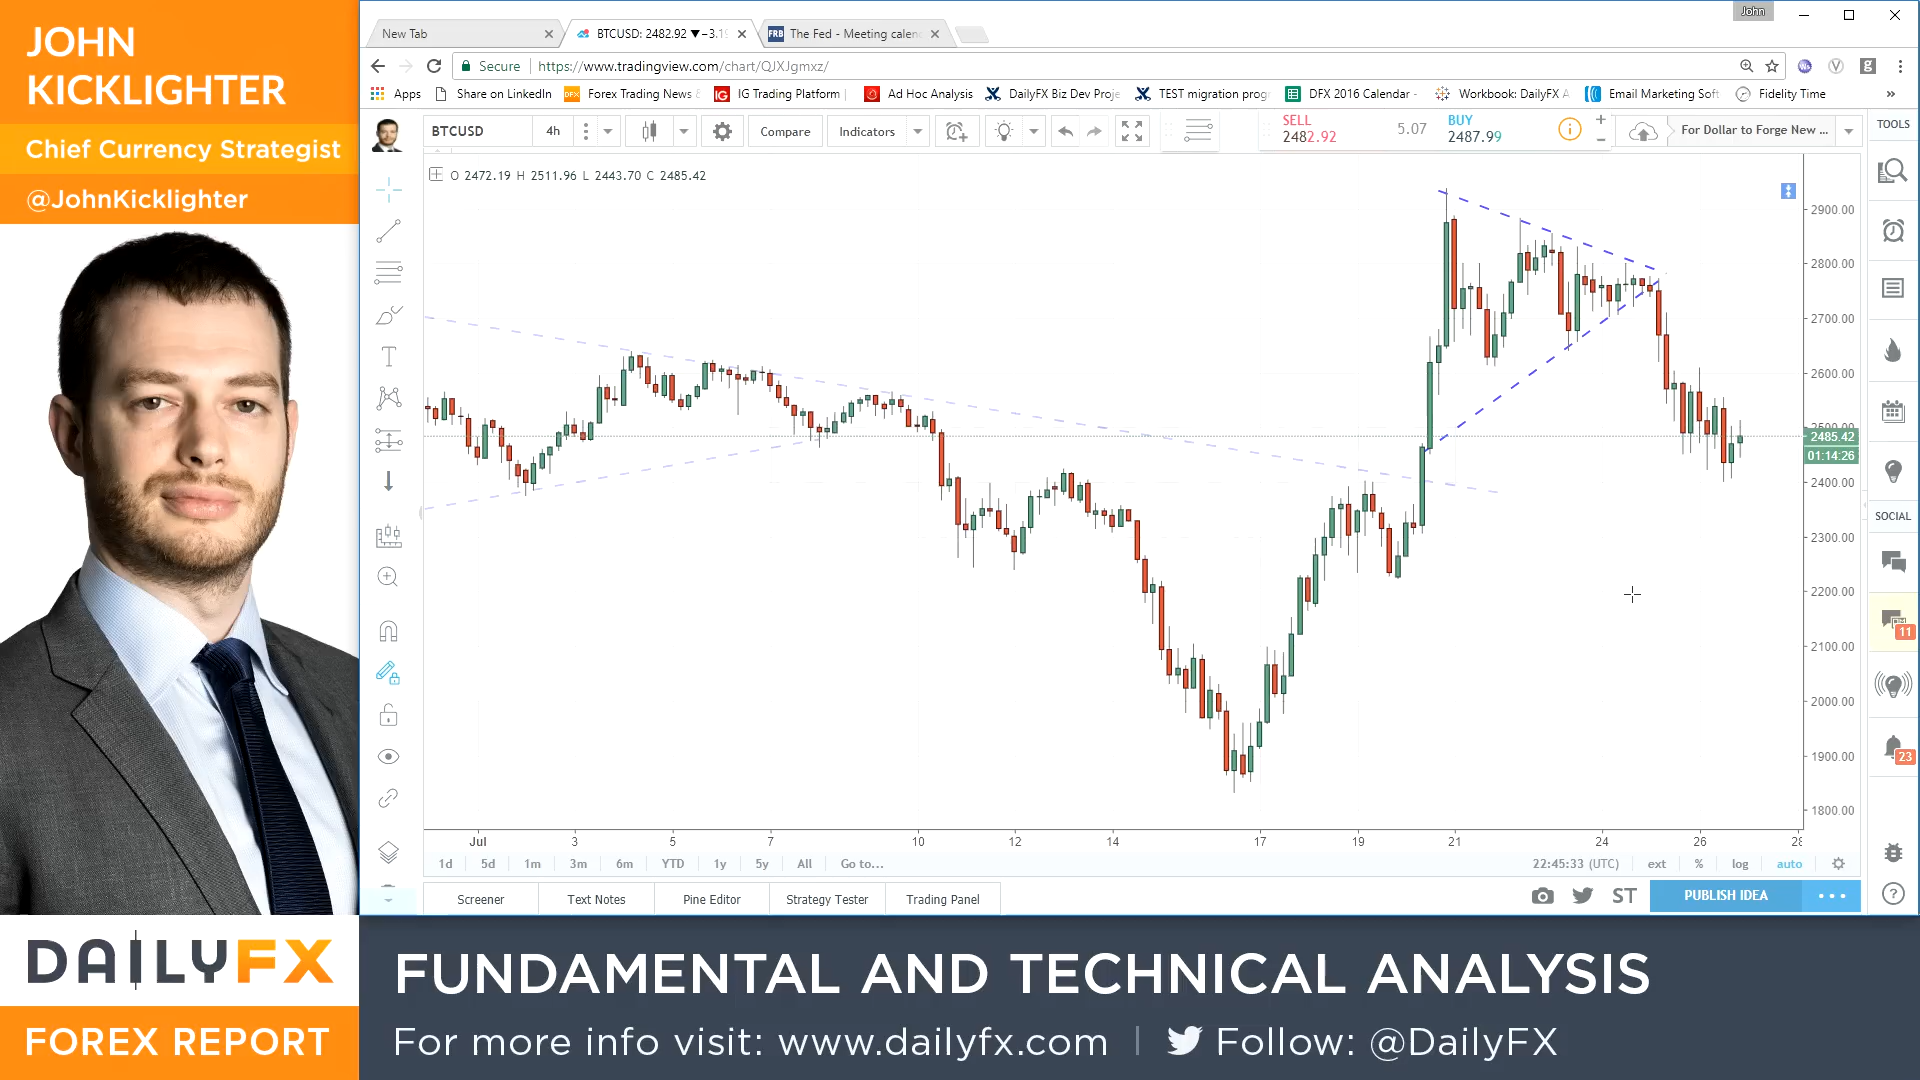 JOHN
KICKLIGHTER
Chief Currency Strategist
@JohnKicklighter
John
New Tab
BTCUSD: 2482.92 ▼−3.19
The Fed - Meeting calen
Secure
https://www.tradingview.com/chart/QJXJgmxz/
Apps Share on LinkedIn Forex Trading News & IG Trading Platform | Ad Hoc Analysis DailyFX Biz Dev Proje TEST migration prog DFX 2016 Calendar - Workbook: DailyFX A Email Marketing Soft Fidelity Time »
BTCUSD 4h Compare Indicators
SELL
2482.92
5.07
BUY
2487.99
For Dollar to Forge New ...
TOOLS
O 2472.19 H 2511.96 L 2443.70 C 2485.42
2900.00
2800.00
2700.00
2600.00
2500.00
2485.42
01:14:26
2400.00
2300.00
2200.00
2100.00
2000.00
1900.00
1800.00
SOCIAL
11
23
Jul 3 5 7 10 12 14 17 19 21 24 26 28
1d 5d 1m 3m 6m YTD 1y 5y All Go to... 22:45:33 (UTC) ext % log auto
Screener Text Notes Pine Editor Strategy Tester Trading Panel ST PUBLISH IDEA
DAILYFX
FOREX REPORT
FUNDAMENTAL AND TECHNICAL ANALYSIS
For more info visit: www.dailyfx.com | Follow: @DailyFX